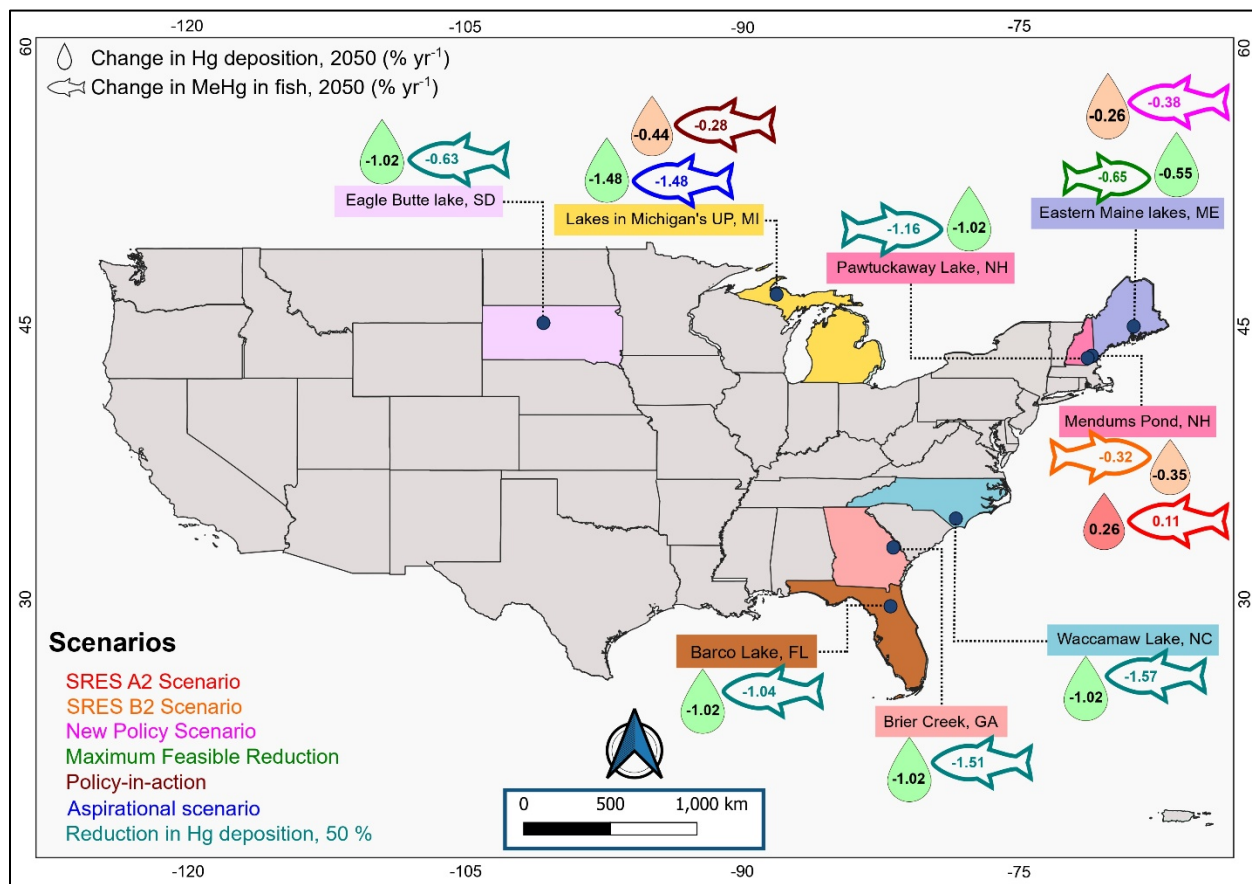 -120
-105
-90
-75
60
60
Change in Hg deposition, 2050 (% yr-1)
Change in MeHg in fish, 2050 (% yr-1)
-0.44
-0.28
-0.26
-0.38
-1.02
-0.63
-1.48
-1.48
-0.65
-0.55
Eagle Butte lake, SD
Lakes in Michigan's UP, MI
-1.16
-1.02
Eastern Maine lakes, ME
Pawtuckaway Lake, NH
45
45
Mendums Pond, NH
-0.32
-0.35
0.26
0.11
30
30
Scenarios
SRES A2 Scenario
SRES B2 Scenario
New Policy Scenario
Maximum Feasible Reduction
Policy-in-action
Aspirational scenario
Reduction in Hg deposition, 50 %
Barco Lake, FL
-1.02
-1.04
Waccamaw Lake, NC
-1.02
-1.57
Brier Creek, GA
-1.02
-1.51
0
500
1,000 km
-120
-105
-90
-75